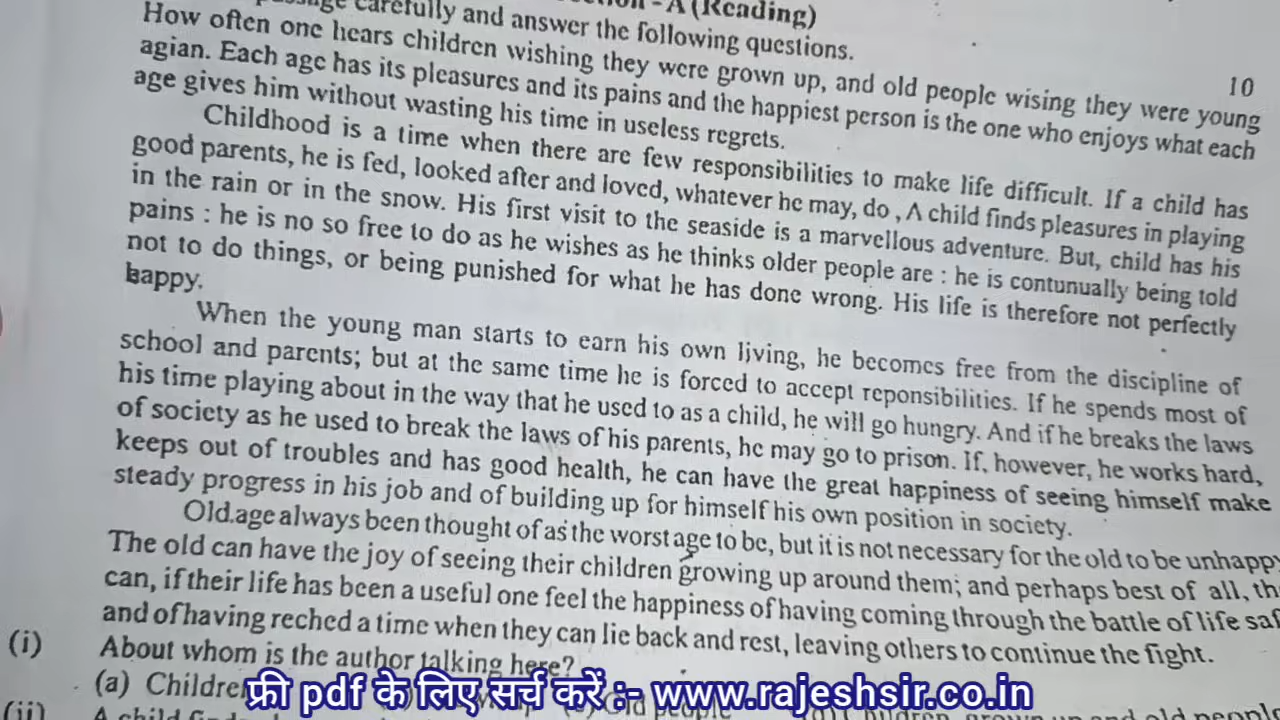 -A (Reading)
carefully and answer the following questions.
10
How often one hears children wishing they were grown up, and old people wising they were young
agian. Each age has its pleasures and its pains and the happiest person is the one who enjoys what each
age gives him without wasting his time in useless regrets.
Childhood is a time when there are few responsibilities to make life difficult. If a child has
good parents, he is fed, looked after and loved, whatever he may, do , A child finds pleasures in playing
in the rain or in the snow. His first visit to the seaside is a marvellous adventure. But, child has his
pains : he is no so free to do as he wishes as he thinks older people are : he is contunually being told
not to do things, or being punished for what he has done wrong. His life is therefore not perfectly
happy.
When the young man starts to earn his own living, he becomes free from the discipline of
school and parents; but at the same time he is forced to accept reponsibilities. If he spends most of
his time playing about in the way that he used to as a child, he will go hungry. And if he breaks the laws
of society as he used to break the laws of his parents, he may go to prison. If, however, he works hard,
keeps out of troubles and has good health, he can have the great happiness of seeing himself make
steady progress in his job and of building up for himself his own position in society.
Old.age always been thought of as the worst age to be, but it is not necessary for the old to be unhappy
The old can have the joy of seeing their children growing up around them; and perhaps best of all, th
can, if their life has been a useful one feel the happiness of having coming through the battle of life saf
and of having reched a time when they can lie back and rest, leaving others to continue the fight.
(i) About whom is the author talking here?
(a) Children Old people
(ii) A child
फ्री pdf के लिए सर्च करें :- www.rajeshsir.co.in